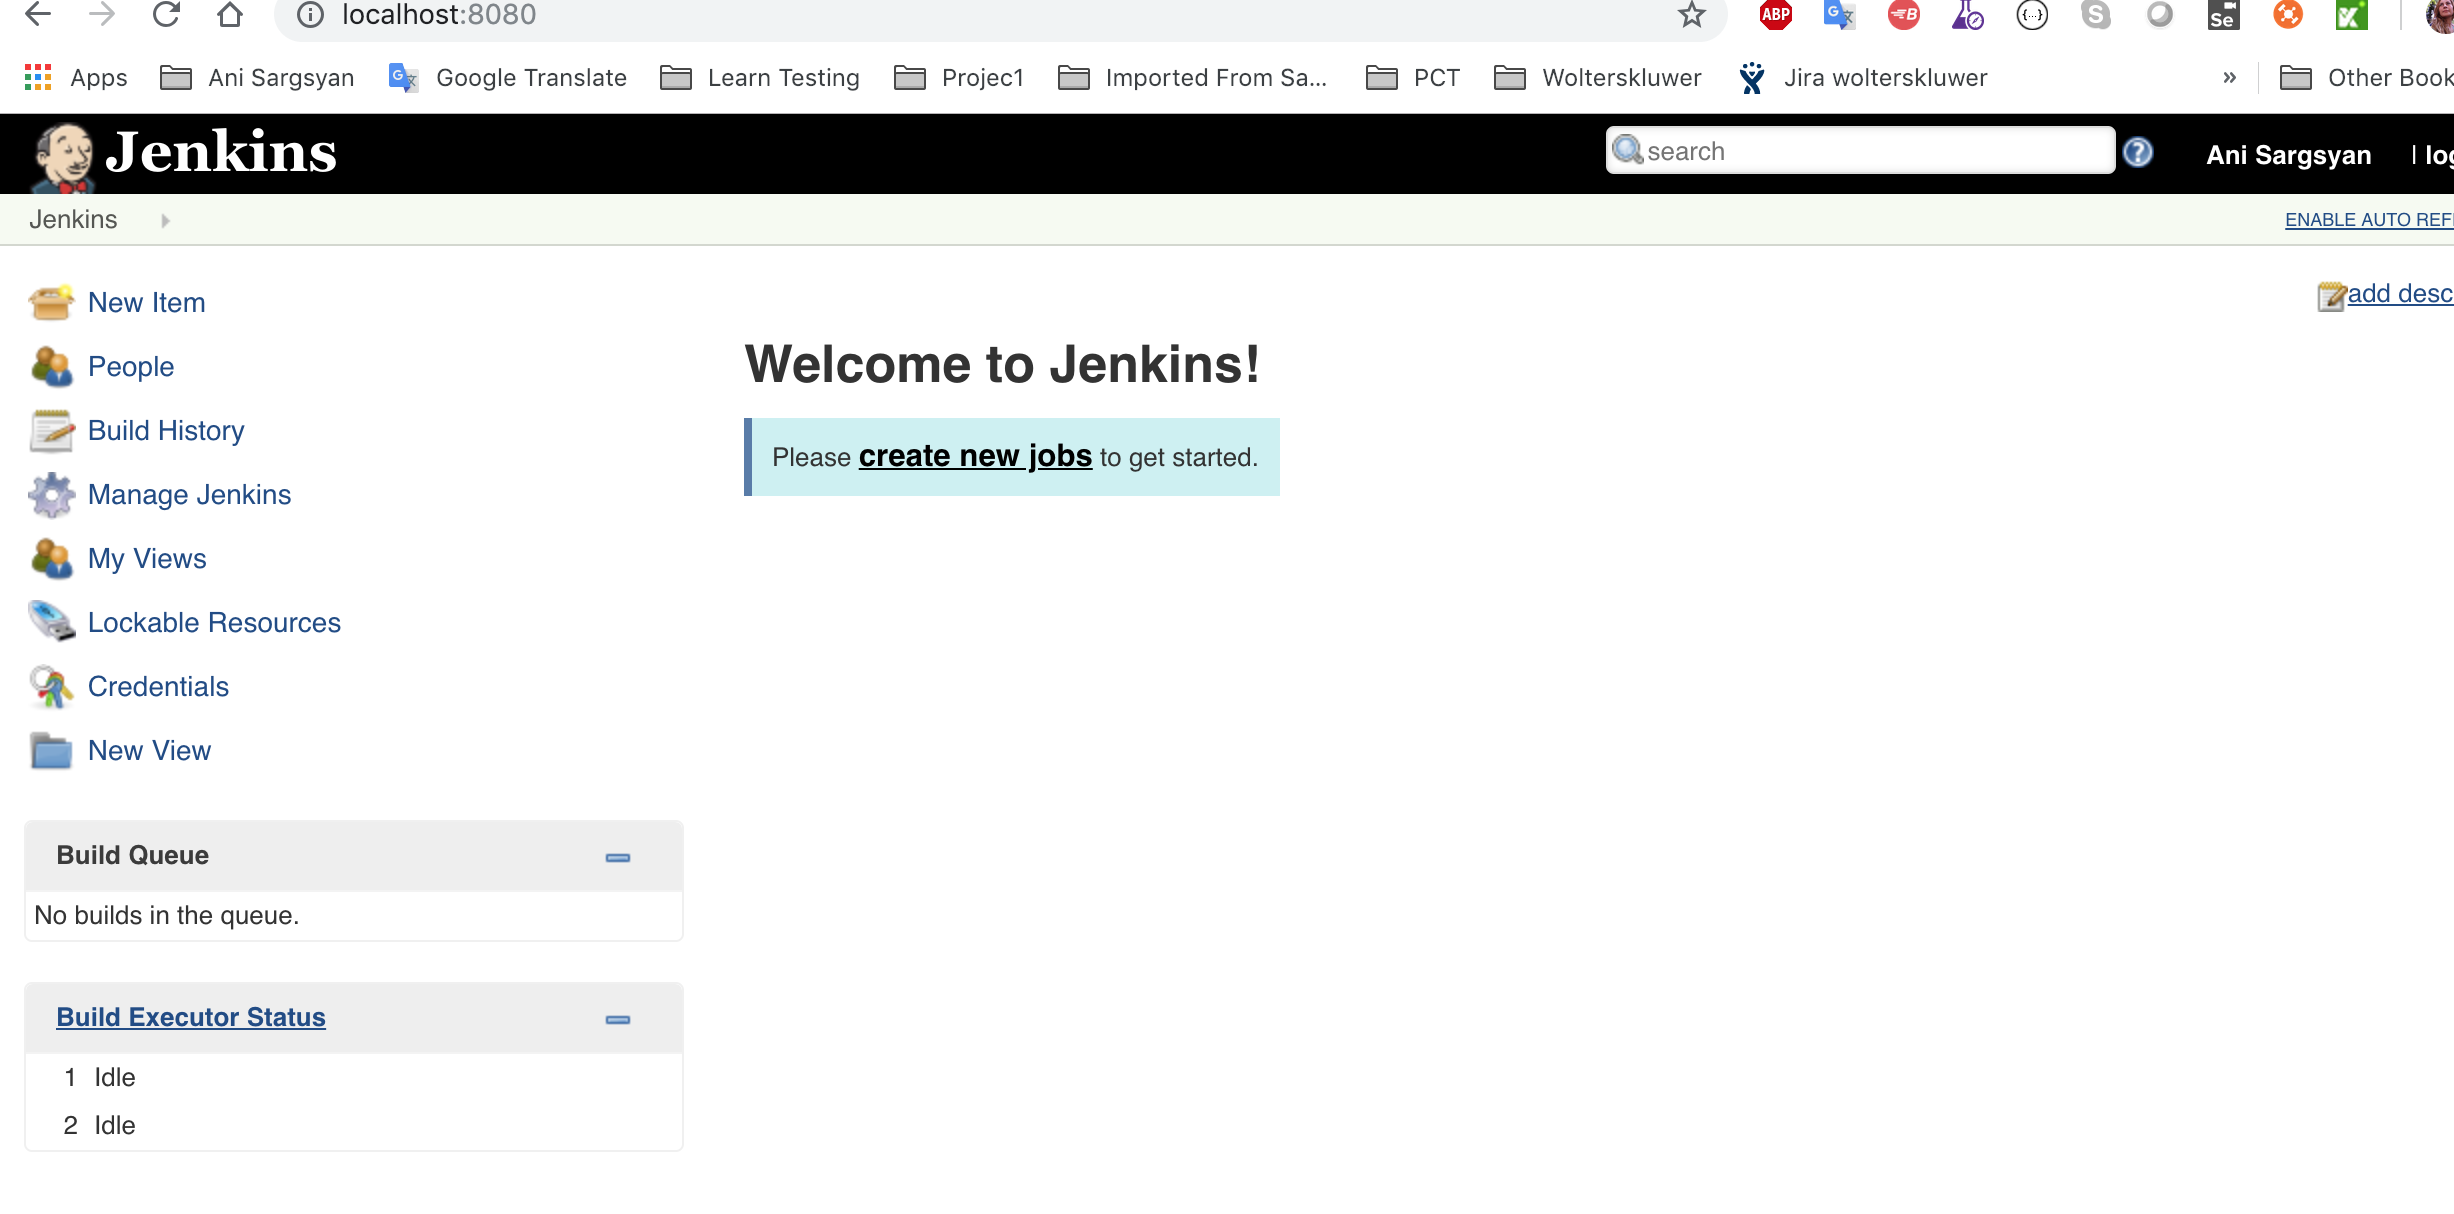 localhost:8080
ABP
Se
Apps Ani Sargsyan Google Translate Learn Testing Projec1 Imported From Sa... PCT Wolterskluwer Jira wolterskluwer » Other Book
Jenkins search Ani Sargsyan | log
Jenkins ENABLE AUTO REF
New Item add desc
People
Welcome to Jenkins!
Build History
Please create new jobs to get started.
Manage Jenkins
My Views
Lockable Resources
Credentials
New View
Build Queue
No builds in the queue.
Build Executor Status
1 Idle
2 Idle